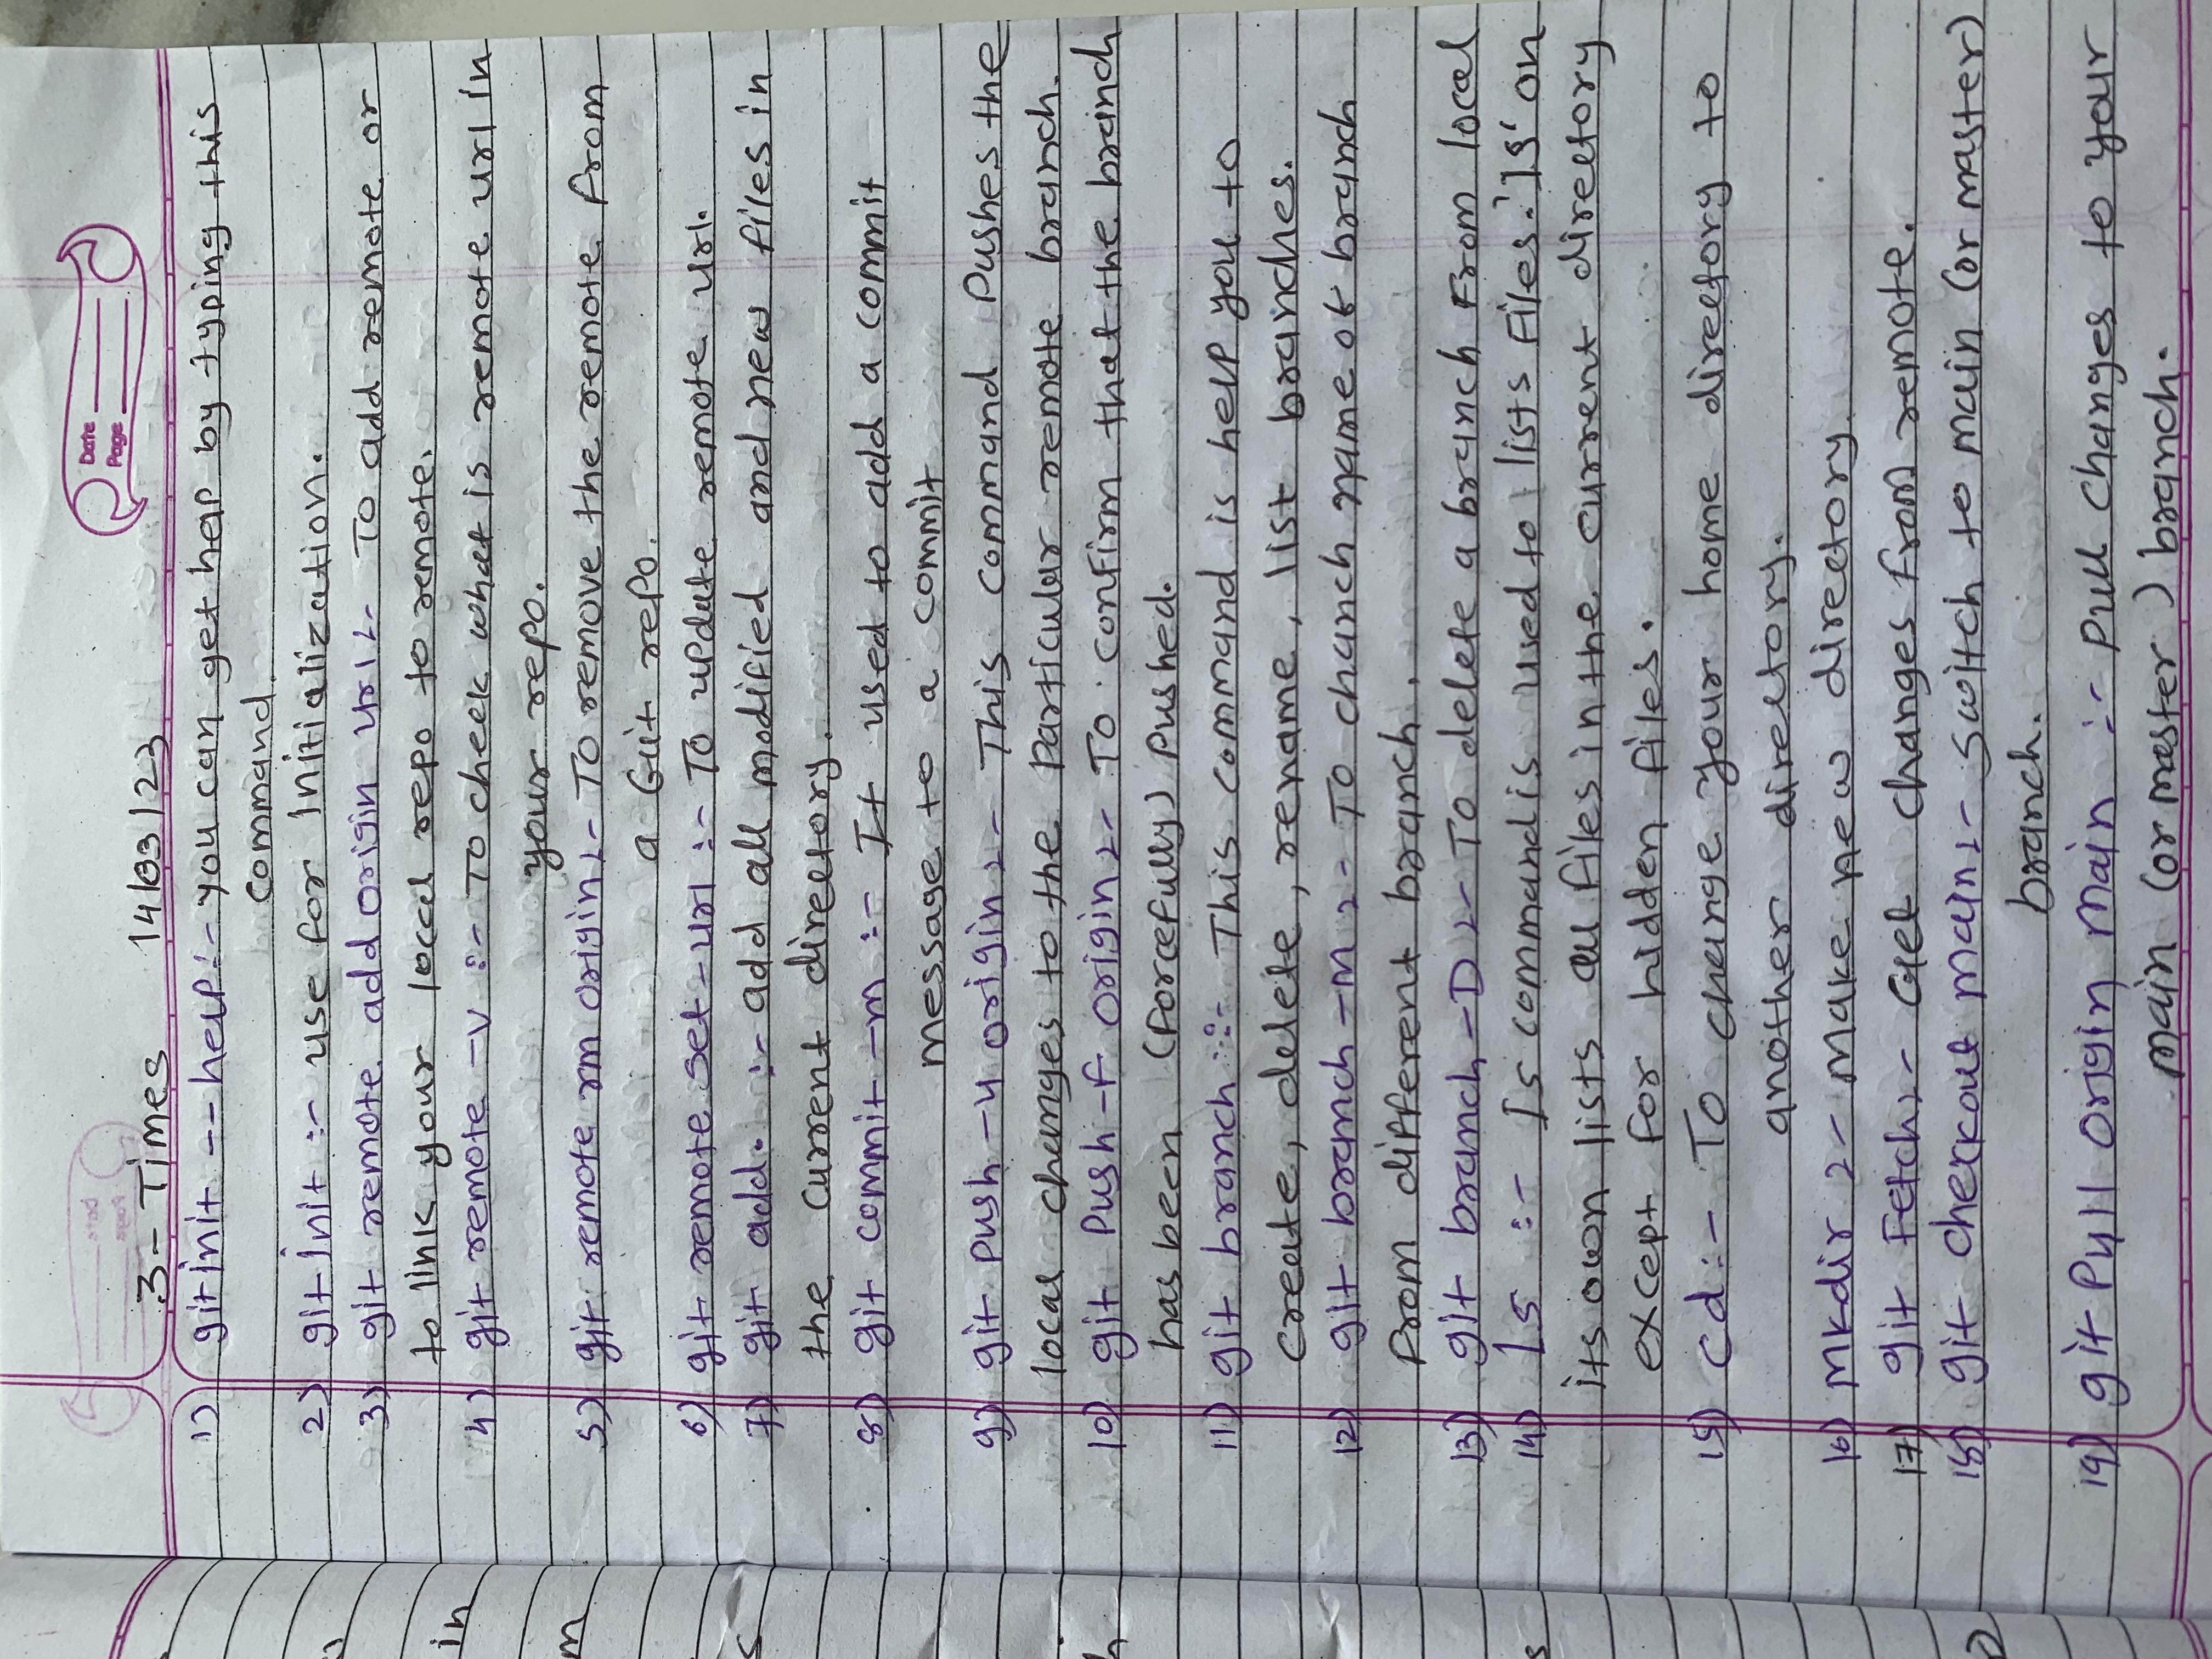 Date
Page
3- Times 14/03/23
1) git init -- help:- you can get help by typing this
command.
2) git init :- use for Initialization.
3) git remote add origin url :- To add remote or
to link your local repo to remote.
4) git remote -v :- To check what is remote url in
your repo.
5) git remote rm origin :- To remove the remote from
a Git repo.
6) git remote set-url :- To update remote url.
7) git add. :- add all modified and new files in
the current directory.
8) git commit -m :- It used to add a commit
message to a commit
9) git push -u origin :- This command pushes the
local changes to the particular remote branch.
10) git push -f origin :- To confirm that the branch
has been (forcefully) pushed.
11) git branch :- This command is help you to
create, delete, rename, list branches.
12) git branch -m :- To chanch name of branch
from different branch.
13) git branch -D :- To delete a branch from local
14) ls :- ls command is used to lists files. 'ls' on
its own lists all files in the current directory
except for hidden files.
15) cd :- To change your home directory to
another directory.
16) mkdir :- make new directory.
17) git Fetch :- Get changes from remote.
18) git checkout main :- switch to main (or master)
branch.
19) git pull origin main :- pull changes to your
main (or master) branch.